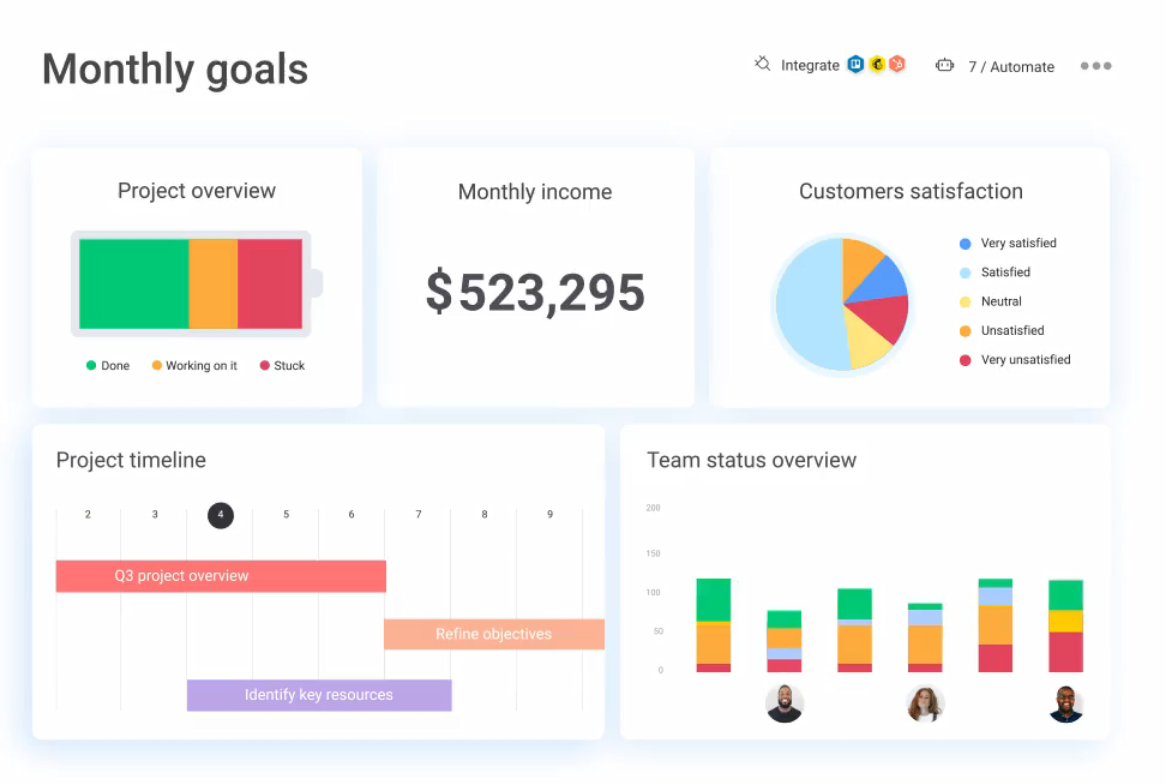 Monthly goals
Integrate
7 / Automate
Project overview
Done
Working on it
Stuck
Monthly income
$523,295
Customers satisfaction
Very satisfied
Satisfied
Neutral
Unsatisfied
Very unsatisfied
Project timeline
2 3 4 5 6 7 8 9
Q3 project overview
Refine objectives
Identify key resources
Team status overview
200
150
100
50
0